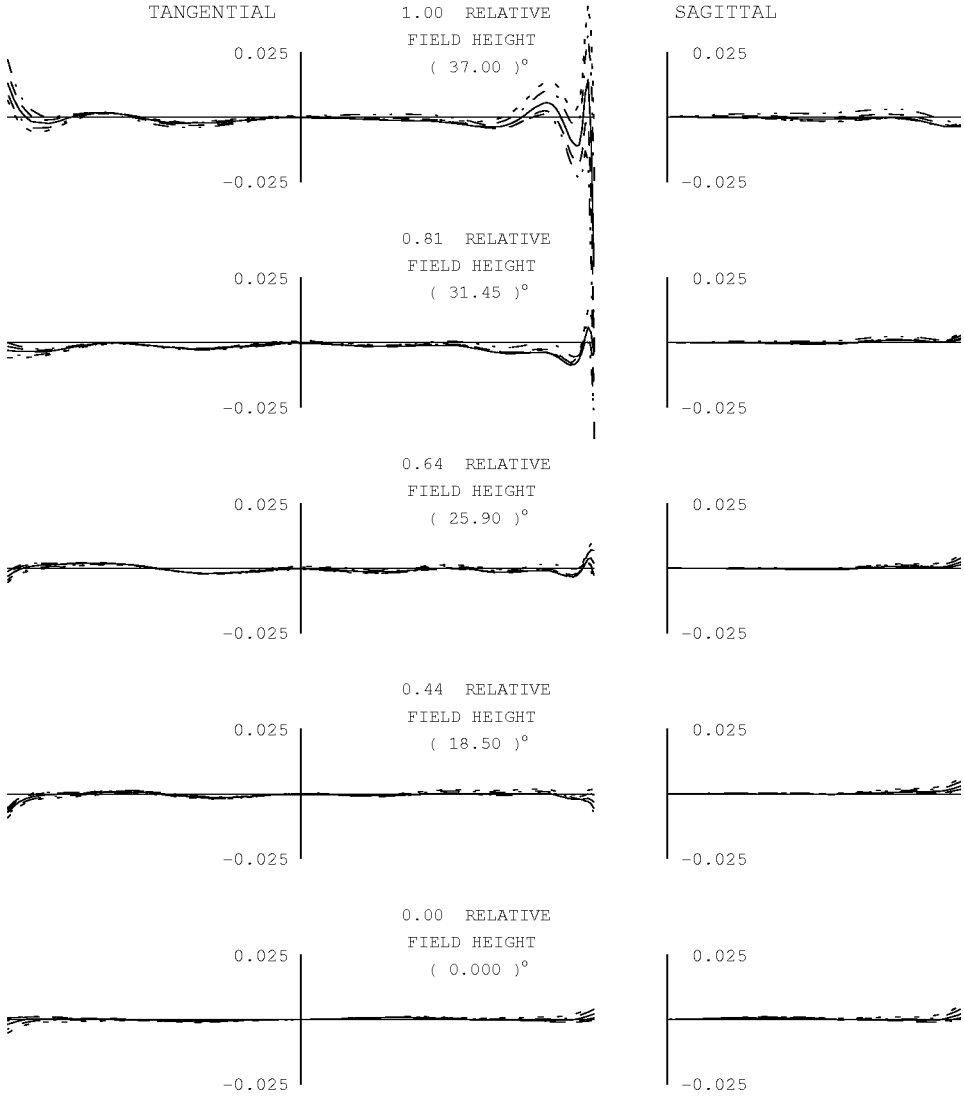 TANGENTIAL 1.00 RELATIVE SAGITTAL
FIELD HEIGHT
0.025 ( 37.00 )° 0.025
-0.025 -0.025
0.81 RELATIVE
FIELD HEIGHT
0.025 ( 31.45 )° 0.025
-0.025 -0.025
0.64 RELATIVE
FIELD HEIGHT
0.025 ( 25.90 )° 0.025
-0.025 -0.025
0.44 RELATIVE
FIELD HEIGHT
0.025 ( 18.50 )° 0.025
-0.025 -0.025
0.00 RELATIVE
FIELD HEIGHT
0.025 ( 0.000 )° 0.025
-0.025 -0.025